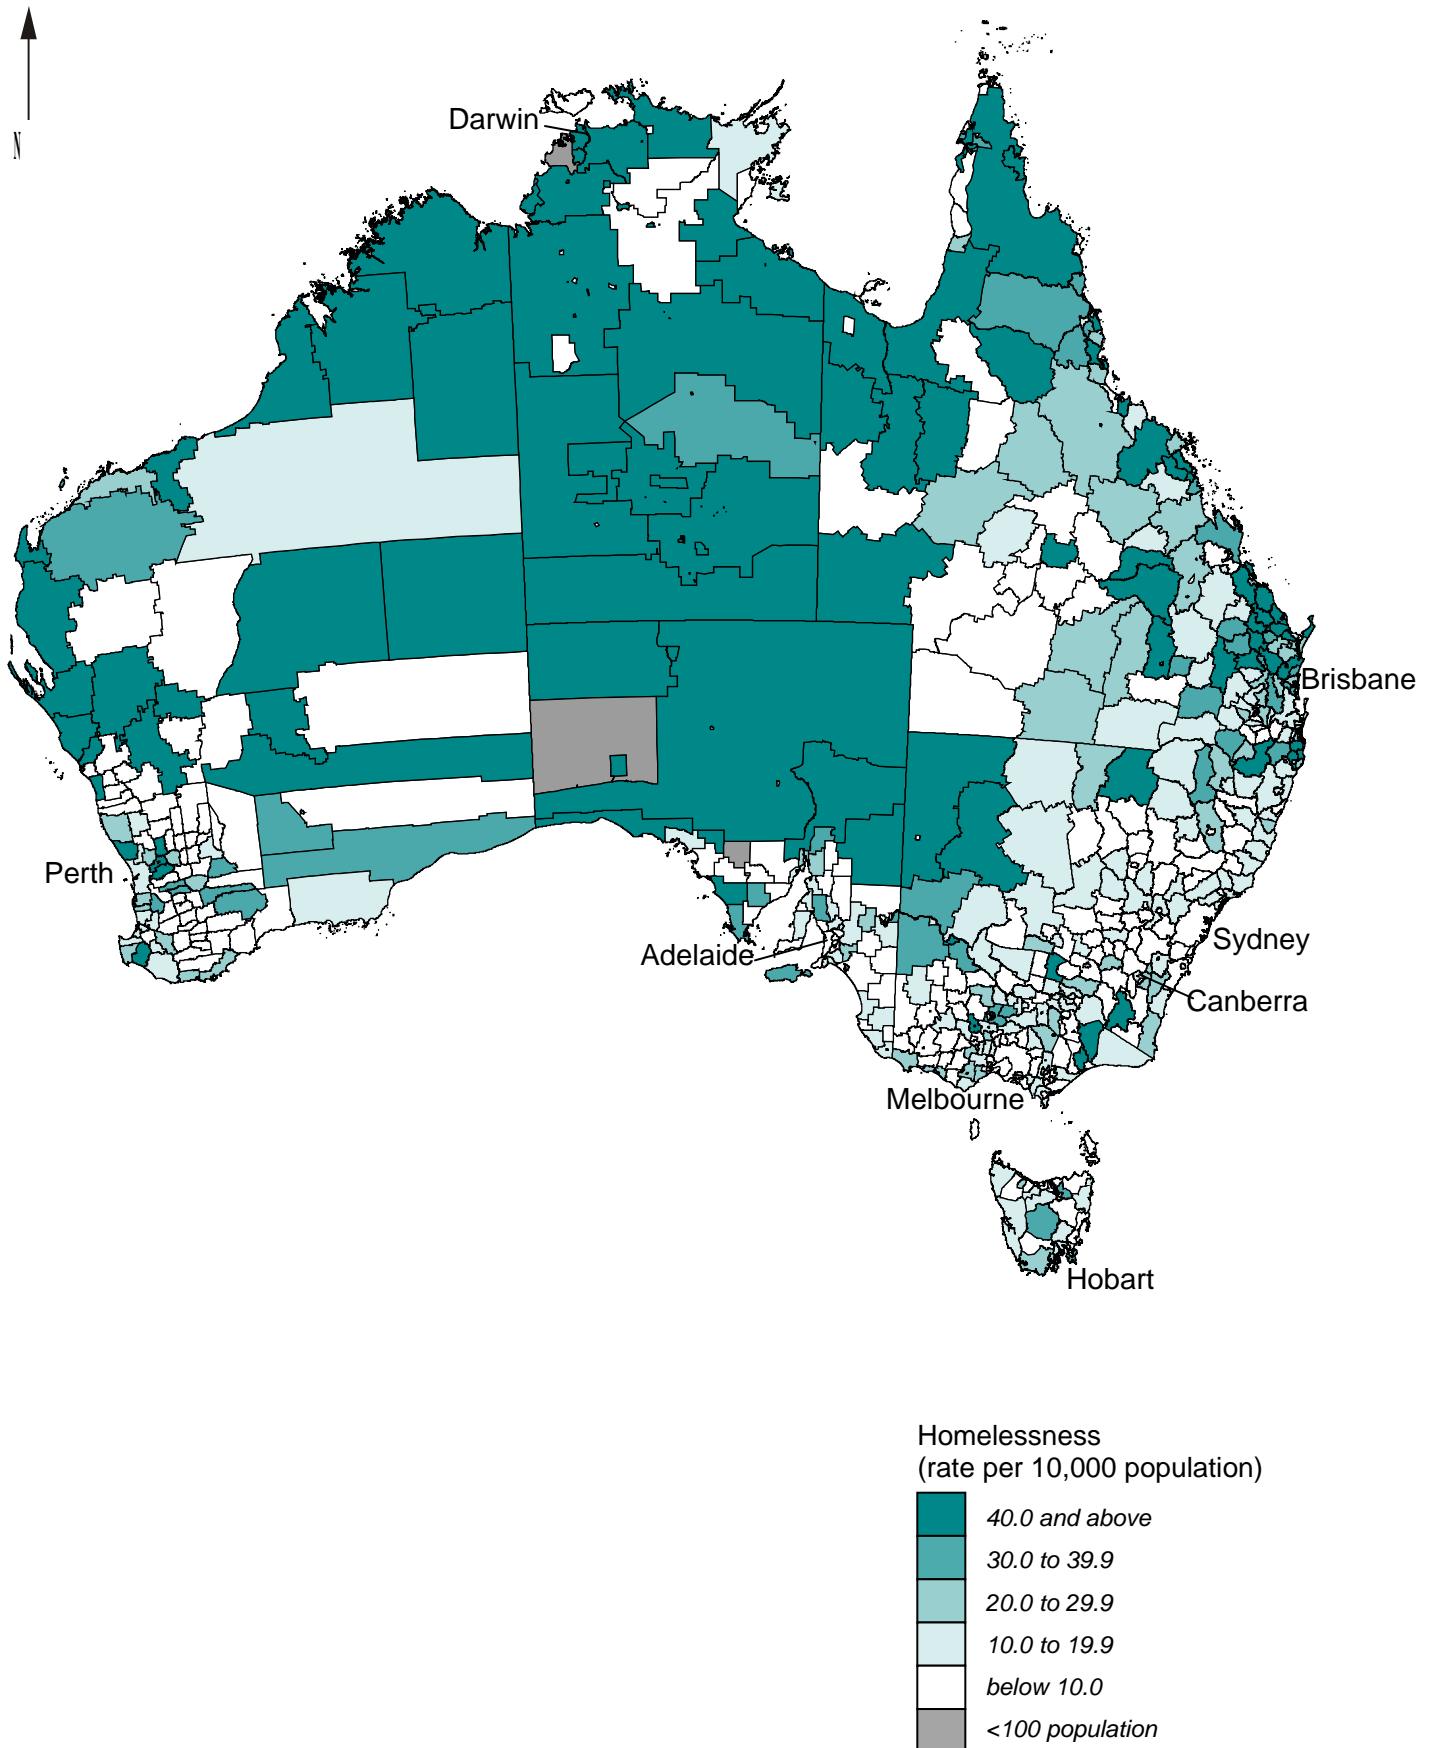 N
Darwin
Brisbane
Perth
Adelaide
Sydney
Canberra
Melbourne
Hobart
Homelessness
(rate per 10,000 population)
40.0 and above
30.0 to 39.9
20.0 to 29.9
10.0 to 19.9
below 10.0
<100 population